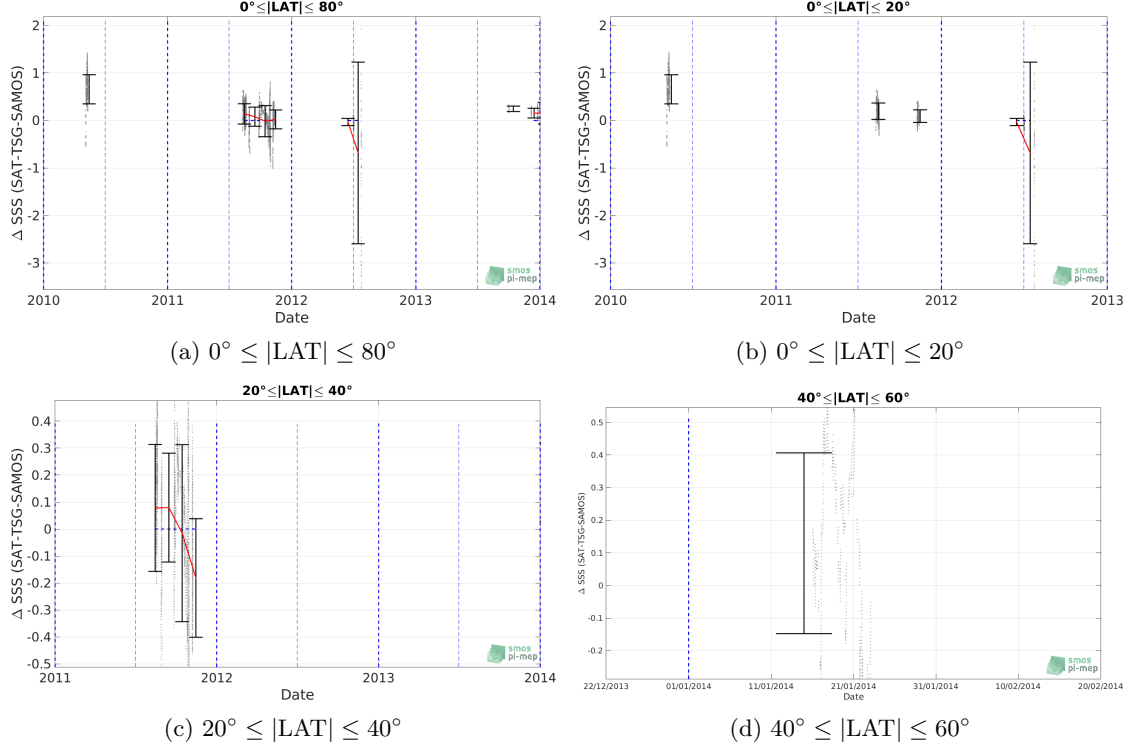 0°≤|LAT|≤ 80°
2
1
0
-1
-2
-3
Δ SSS (SAT-TSG-SAMOS)
2010
2011
2012
2013
2014
Date
smos
pi-mep
(a) 0° ≤ |LAT| ≤ 80°
0°≤|LAT|≤ 20°
2
1
0
-1
-2
-3
Δ SSS (SAT-TSG-SAMOS)
2010
2011
2012
2013
Date
smos
pi-mep
(b) 0° ≤ |LAT| ≤ 20°
20°≤|LAT|≤ 40°
0.4
0.3
0.2
0.1
0
-0.1
-0.2
-0.3
-0.4
-0.5
Δ SSS (SAT-TSG-SAMOS)
2011
2012
2013
2014
Date
smos
pi-mep
(c) 20° ≤ |LAT| ≤ 40°
40°≤|LAT|≤ 60°
0.5
0.4
0.3
0.2
0.1
0
-0.1
-0.2
Δ SSS (SAT-TSG-SAMOS)
22/12/2013
01/01/2014
11/01/2014
21/01/2014
31/01/2014
10/02/2014
20/02/2014
Date
smos
pi-mep
(d) 40° ≤ |LAT| ≤ 60°